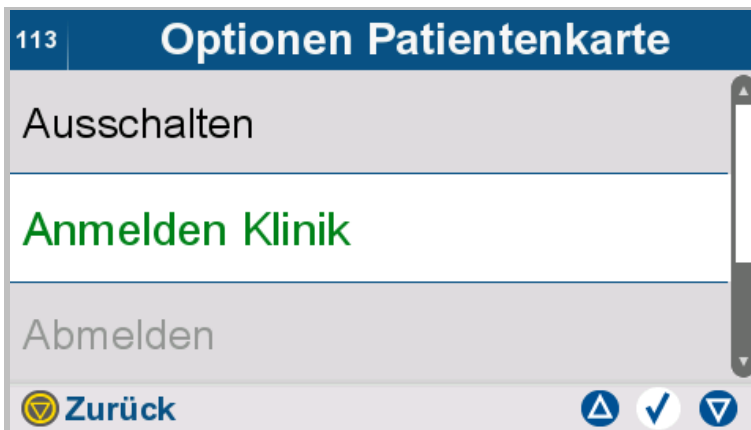 113 Optionen Patientenkarte
Ausschalten
Anmelden Klinik
Abmelden
Zurück